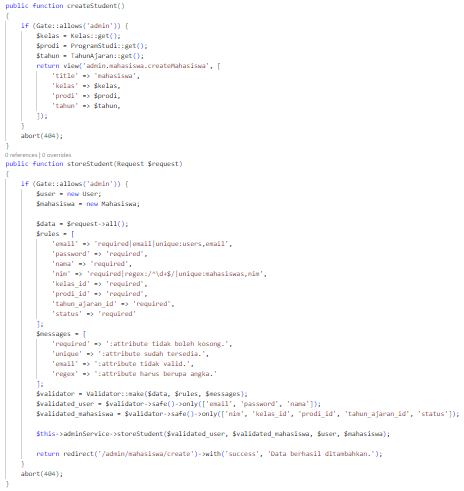 public function createStudent()
{
    if (Gate::allows('admin')) {
        $kelas = Kelas::get();
        $prodi = ProgramStudi::get();
        $tahun = TahunAjaran::get();
        return view('admin.mahasiswa.createMahasiswa', [
            'title' => 'mahasiswa',
            'kelas' => $kelas,
            'prodi' => $prodi,
            'tahun' => $tahun,
        ]);
    }
    abort(404);
}
0 references | 0 overrides
public function storeStudent(Request $request)
{
    if (Gate::allows('admin')) {
        $user = new User;
        $mahasiswa = new Mahasiswa;
        $data = $request->all();
        $rules = [
            'email' => 'required|email|unique:users,email',
            'password' => 'required',
            'nama' => 'required',
            'nim' => 'required|regex:/^\d+$/|unique:mahasiswas,nim',
            'kelas_id' => 'required',
            'prodi_id' => 'required',
            'tahun_ajaran_id' => 'required',
            'status' => 'required'
        ];
        $messages = [
            'required' => ':attribute tidak boleh kosong.',
            'unique' => ':attribute sudah tersedia.',
            'email' => ':attribute tidak valid.',
            'regex' => ':attribute harus berupa angka.'
        ];
        $validator = Validator::make($data, $rules, $messages);
        $validated_user = $validator->safe()->only(['email', 'password', 'nama']);
        $validated_mahasiswa = $validator->safe()->only(['nim', 'kelas_id', 'prodi_id', 'tahun_ajaran_id', 'status']);
        $this->adminService->storeStudent($validated_user, $validated_mahasiswa, $user, $mahasiswa);
        return redirect('/admin/mahasiswa/create')->with('success', 'Data berhasil ditambahkan.');
    }
    abort(404);
}